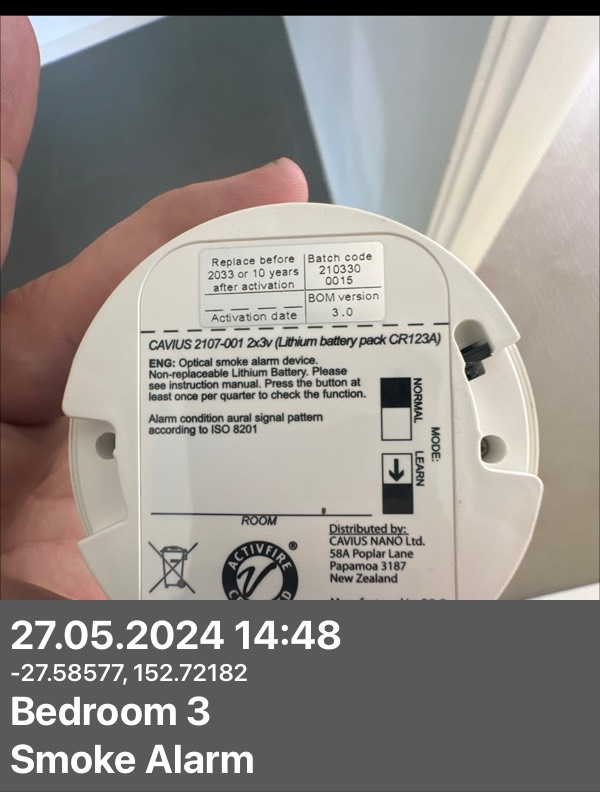 Replace before
2033 or 10 years
after activation
Activation date
Batch code
210330
0015
BOM version
3.0
CAVIUS 2107-001 2x3v (Lithium battery pack CR123A)
ENG: Optical smoke alarm device.
Non-replaceable Lithium Battery. Please
see instruction manual. Press the button at
least once per quarter to check the function.
Alarm condition aural signal pattern
according to ISO 8201
NORMAL
MODE:
LEARN
ROOM
ACTIVFIRE
®
Distributed by:
CAVIUS NANO Ltd.
58A Poplar Lane
Papamoa 3187
New Zealand
27.05.2024 14:48
-27.58577, 152.72182
Bedroom 3
Smoke Alarm